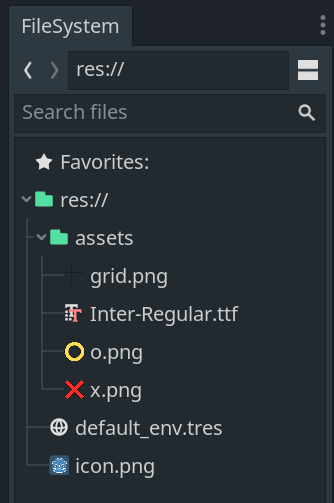 FileSystem
res://
Search files
Favorites:
res://
assets
grid.png
Inter-Regular.ttf
o.png
x.png
default_env.tres
icon.png